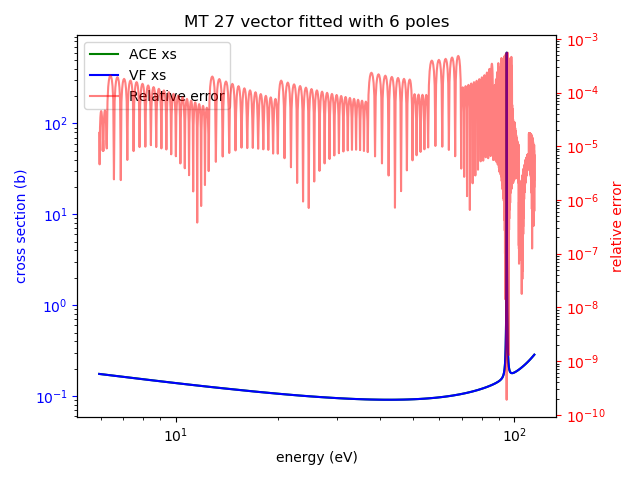 MT 27 vector fitted with 6 poles
ACE xs
VF xs
Relative error
cross section (b)
10²
10¹
10⁰
10⁻¹
10⁻³
10⁻⁴
10⁻⁵
10⁻⁶
10⁻⁷
10⁻⁸
10⁻⁹
10⁻¹⁰
relative error
10¹ 10²
energy (eV)